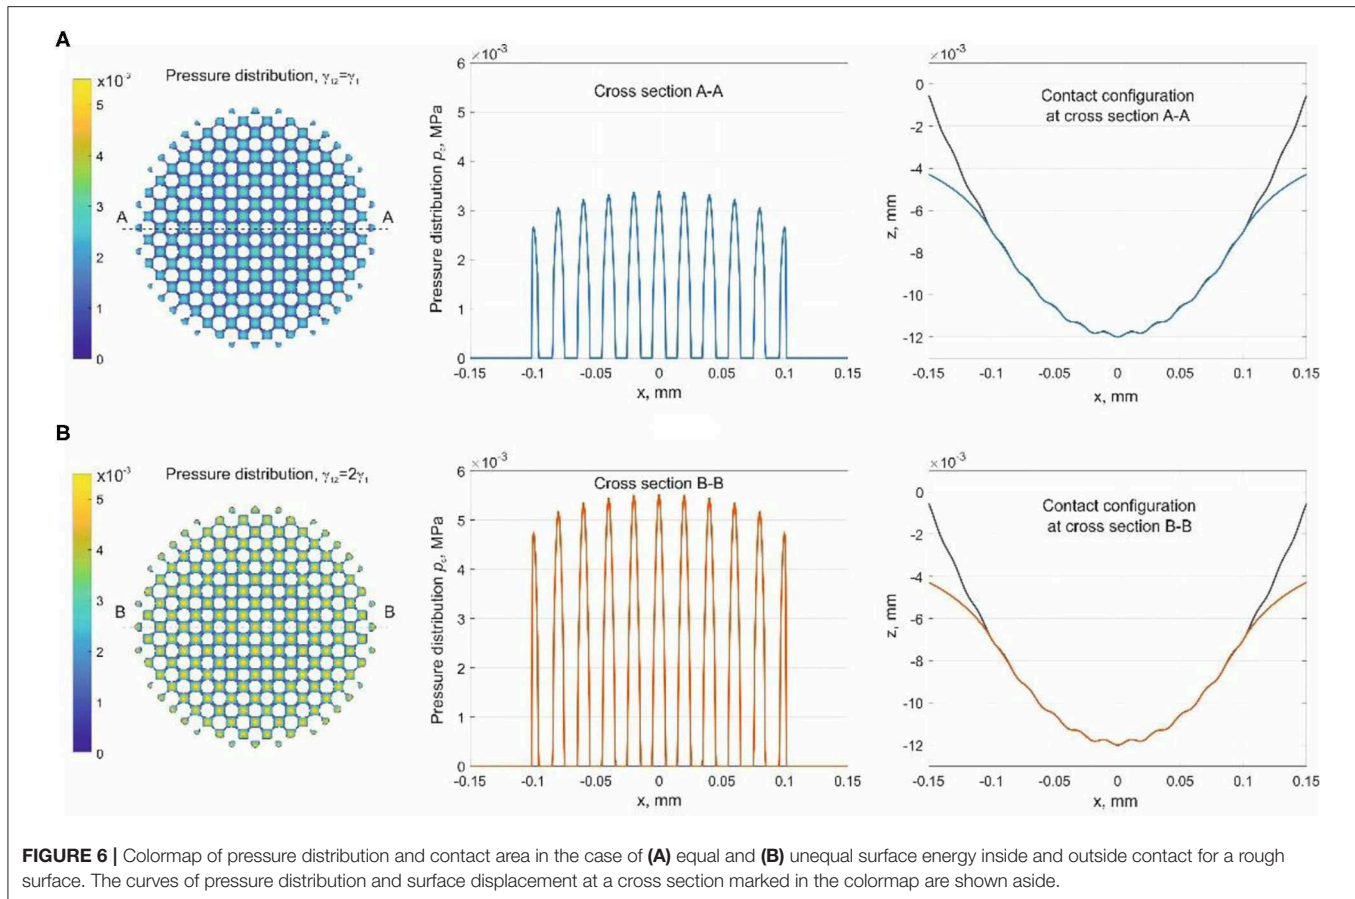 A
Pressure distribution, γ₁₂=γ₁
×10⁻³
5
4
3
2
1
0
A A
×10⁻³
Cross section A-A
Pressure distribution p_c, MPa
6
5
4
3
2
1
0
-0.15 -0.1 -0.05 0 0.05 0.1 0.15
x, mm
×10⁻³
Contact configuration
at cross section A-A
z, mm
0
-2
-4
-6
-8
-10
-12
-0.15 -0.1 -0.05 0 0.05 0.1 0.15
x, mm
B
Pressure distribution, γ₁₂=2γ₁
×10⁻³
5
4
3
2
1
0
B B
×10⁻³
Cross section B-B
Pressure distribution p_c, MPa
6
5
4
3
2
1
0
-0.15 -0.1 -0.05 0 0.05 0.1 0.15
x, mm
×10⁻³
Contact configuration
at cross section B-B
z, mm
0
-2
-4
-6
-8
-10
-12
-0.15 -0.1 -0.05 0 0.05 0.1 0.15
x, mm
FIGURE 6 | Colormap of pressure distribution and contact area in the case of (A) equal and (B) unequal surface energy inside and outside contact for a rough
surface. The curves of pressure distribution and surface displacement at a cross section marked in the colormap are shown aside.